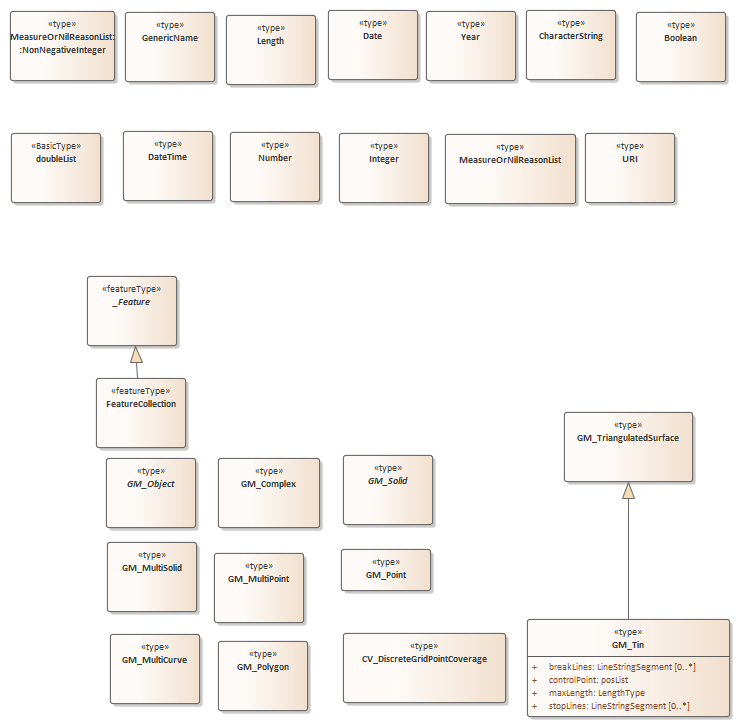 «type»
MeasureOrNilReasonList:
:NonNegativeInteger
«type»
GenericName
«type»
Length
«type»
Date
«type»
Year
«type»
CharacterString
«type»
Boolean
«BasicType»
doubleList
«type»
DateTime
«type»
Number
«type»
Integer
«type»
MeasureOrNilReasonList
«type»
URI
«featureType»
_Feature
«featureType»
FeatureCollection
«type»
GM_TriangulatedSurface
«type»
GM_Object
«type»
GM_Complex
«type»
GM_Solid
«type»
GM_MultiSolid
«type»
GM_MultiPoint
«type»
GM_Point
«type»
GM_MultiCurve
«type»
GM_Polygon
«type»
CV_DiscreteGridPointCoverage
«type»
GM_Tin
+ breakLines: LineStringSegment [0..*]
+ controlPoint: posList
+ maxLength: LengthType
+ stopLines: LineStringSegment [0..*]